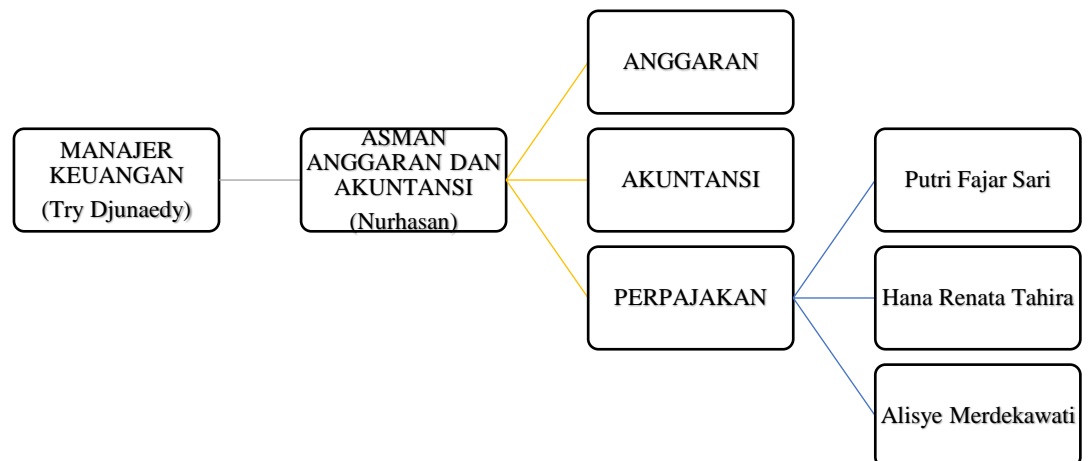 MANAJER
KEUANGAN
(Try Djunaedy)
ASMAN
ANGGARAN DAN
AKUNTANSI
(Nurhasan)
ANGGARAN
AKUNTANSI
PERPAJAKAN
Putri Fajar Sari
Hana Renata Tahira
Alisye Merdekawati